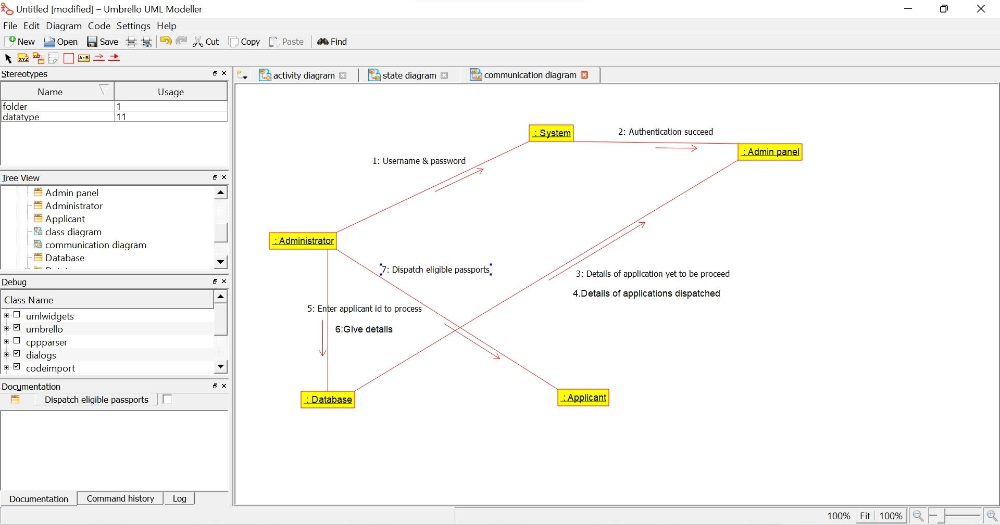 Untitled [modified] – Umbrello UML Modeller
File Edit Diagram Code Settings Help
New Open Save Cut Copy Paste Find
XYZ XYZ A:B
Stereotypes
Name Usage
folder 1
datatype 11
Tree View
Admin panel
Administrator
Applicant
class diagram
communication diagram
Database
Debug
Class Name
umlwidgets
umbrello
cppparser
dialogs
codeimport
Documentation
Dispatch eligible passports
Documentation Command history Log
activity diagram state diagram communication diagram
: System
2: Authentication succeed
: Admin panel
1: Username & password
: Administrator
7: Dispatch eligible passports
3: Details of application yet to be proceed
4.Details of applications dispatched
5: Enter applicant id to process
6:Give details
: Database
: Applicant
100% Fit 100%